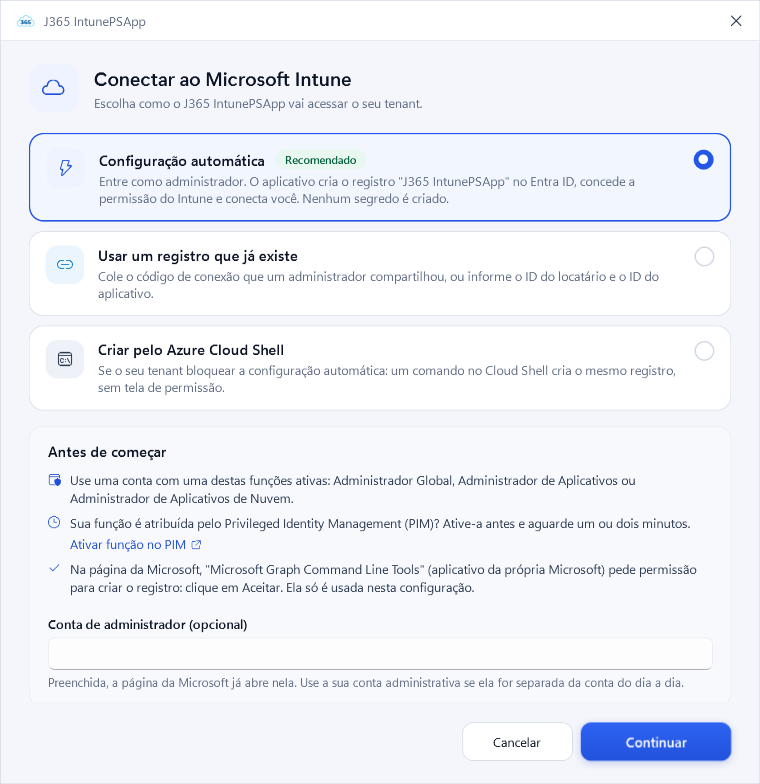 J365 IntunePSApp
Conectar ao Microsoft Intune
Escolha como o J365 IntunePSApp vai acessar o seu tenant.
Configuração automática
Recomendado
Entre como administrador. O aplicativo cria o registro "J365 IntunePSApp" no Entra ID, concede a
permissão do Intune e conecta você. Nenhum segredo é criado.
Usar um registro que já existe
Cole o código de conexão que um administrador compartilhou, ou informe o ID do locatário e o ID do
aplicativo.
Criar pelo Azure Cloud Shell
Se o seu tenant bloquear a configuração automática: um comando no Cloud Shell cria o mesmo registro,
sem tela de permissão.
Antes de começar
Use uma conta com uma destas funções ativas: Administrador Global, Administrador de Aplicativos ou
Administrador de Aplicativos de Nuvem.
Sua função é atribuída pelo Privileged Identity Management (PIM)? Ative-a antes e aguarde um ou dois minutos.
Ativar função no PIM
Na página da Microsoft, "Microsoft Graph Command Line Tools" (aplicativo da própria Microsoft) pede permissão
para criar o registro: clique em Aceitar. Ela só é usada nesta configuração.
Conta de administrador (opcional)
Preenchida, a página da Microsoft já abre nela. Use a sua conta administrativa se ela for separada da conta do dia a dia.
Cancelar
Continuar